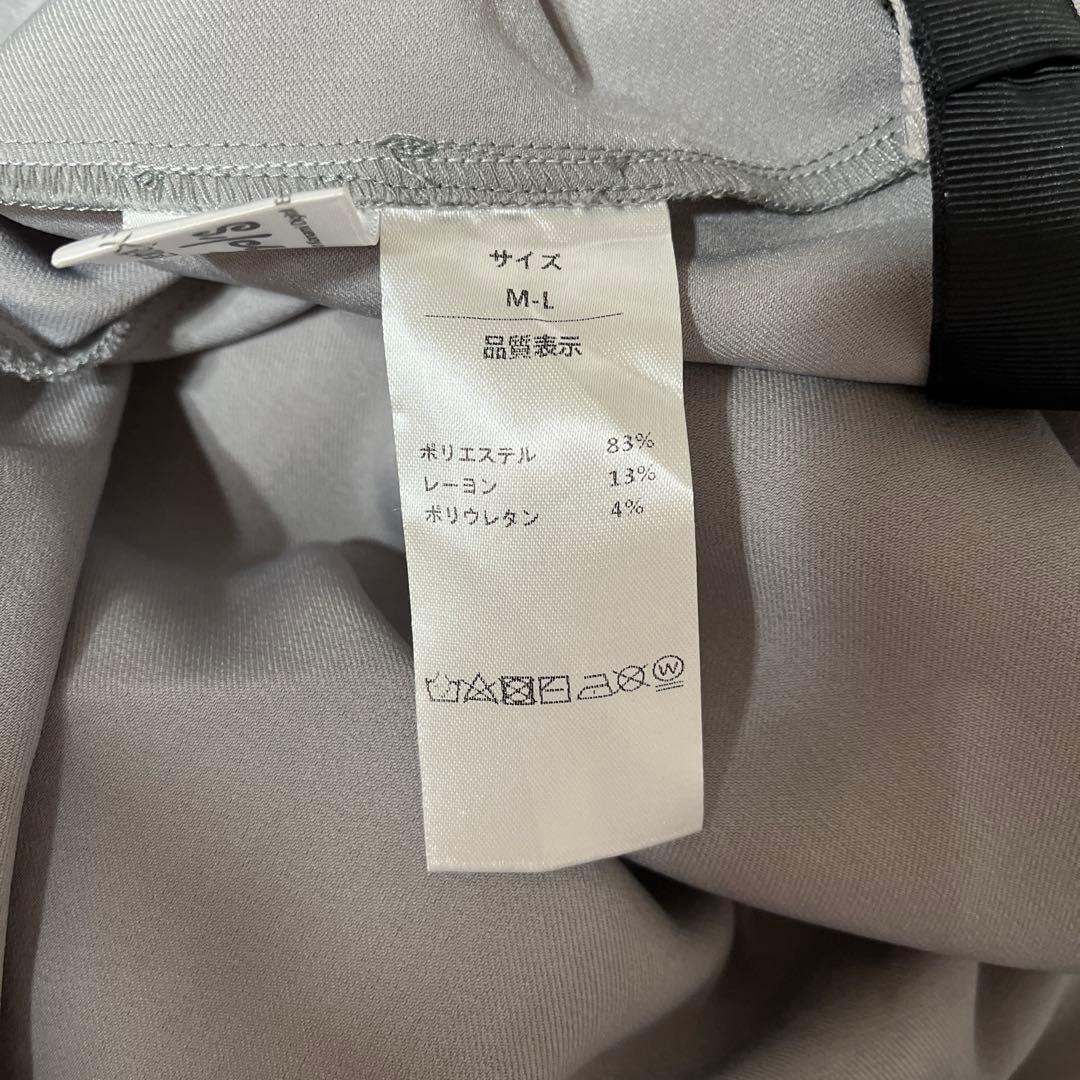 サイズ
M-L
品質表示
ポリエステル 83%
レーヨン 13%
ポリウレタン 4%
W